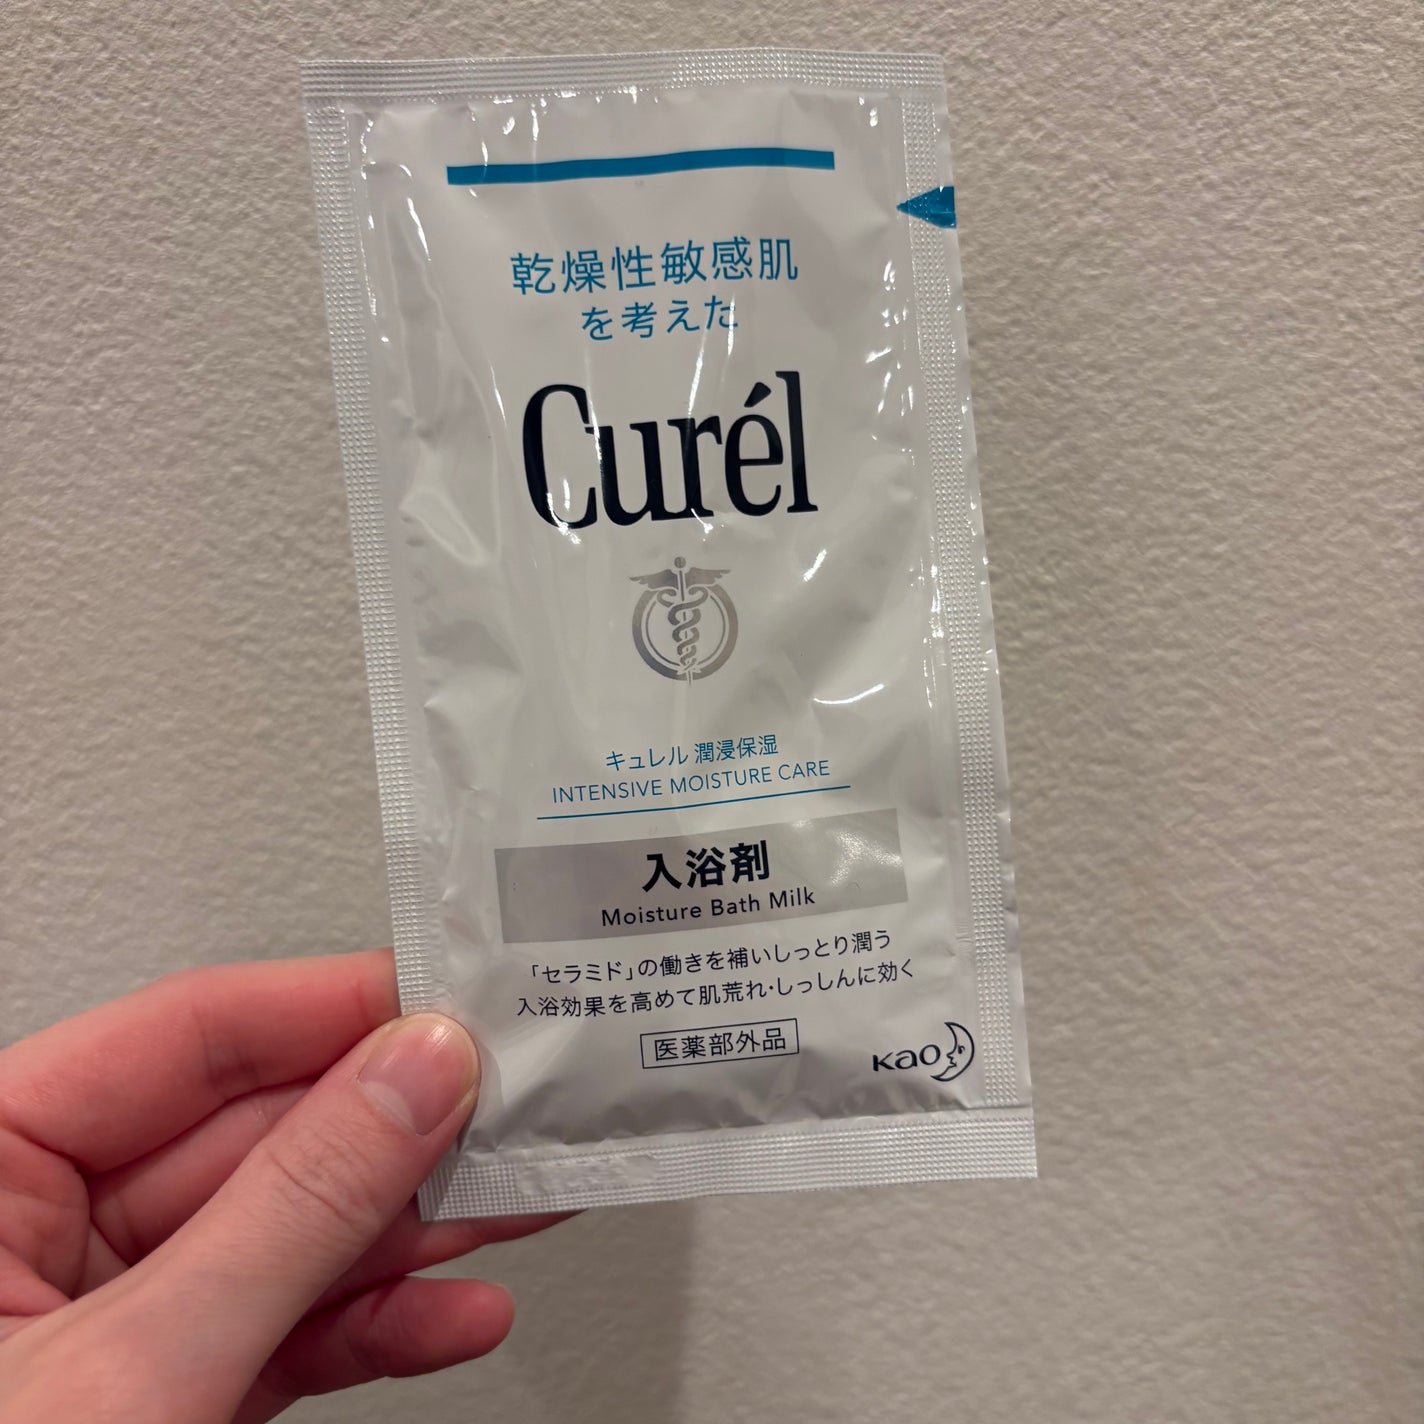 乾燥性敏感肌
を考えた
Curél
キュレル 潤浸保湿
INTENSIVE MOISTURE CARE
入浴剤
Moisture Bath Milk
「セラミド」の働きを補いしっとり潤う
入浴効果を高めて肌荒れ・しっしんに効く
医薬部外品
Kao